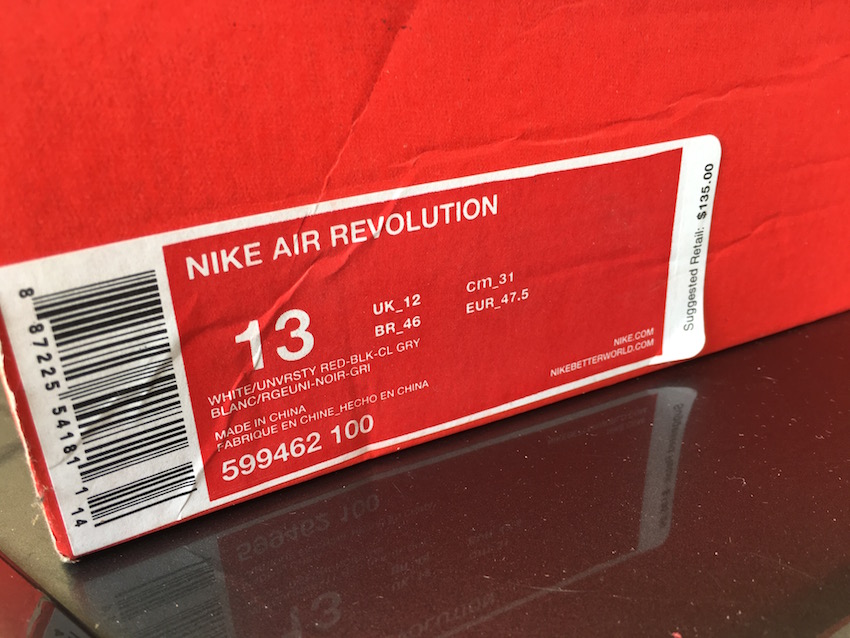 NIKE AIR REVOLUTION
13
UK_12
BR_46
cm_31
EUR_47.5
WHITE/UNVRSTY RED-BLK-CL GRY
BLANC/RGEUNI-NOIR-GRI
MADE IN CHINA
FABRIQUE EN CHINE_HECHO EN CHINA
599462 100
NIKE.COM
NIKEBETTERWORLD.COM
Suggested Retail: $135.00
8 87225 54181 1 14